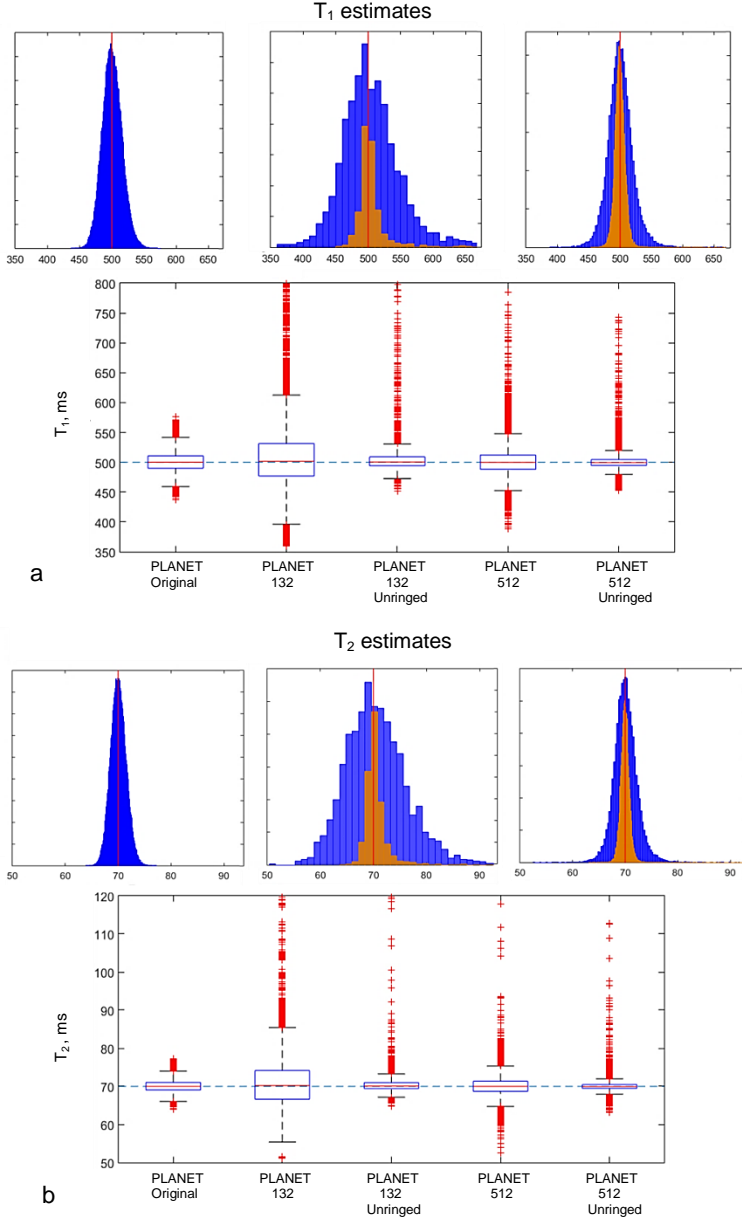 T₁ estimates
350 400 450 500 550 600 650
350 400 450 500 550 600 650
350 400 450 500 550 600 650
T₁, ms
800
750
700
650
600
550
500
450
400
350
PLANET Original
PLANET 132
PLANET 132 Unringed
PLANET 512
PLANET 512 Unringed
a
T₂ estimates
50 60 70 80 90
50 60 70 80 90
50 60 70 80 90
T₂, ms
120
110
100
90
80
70
60
50
PLANET Original
PLANET 132
PLANET 132 Unringed
PLANET 512
PLANET 512 Unringed
b